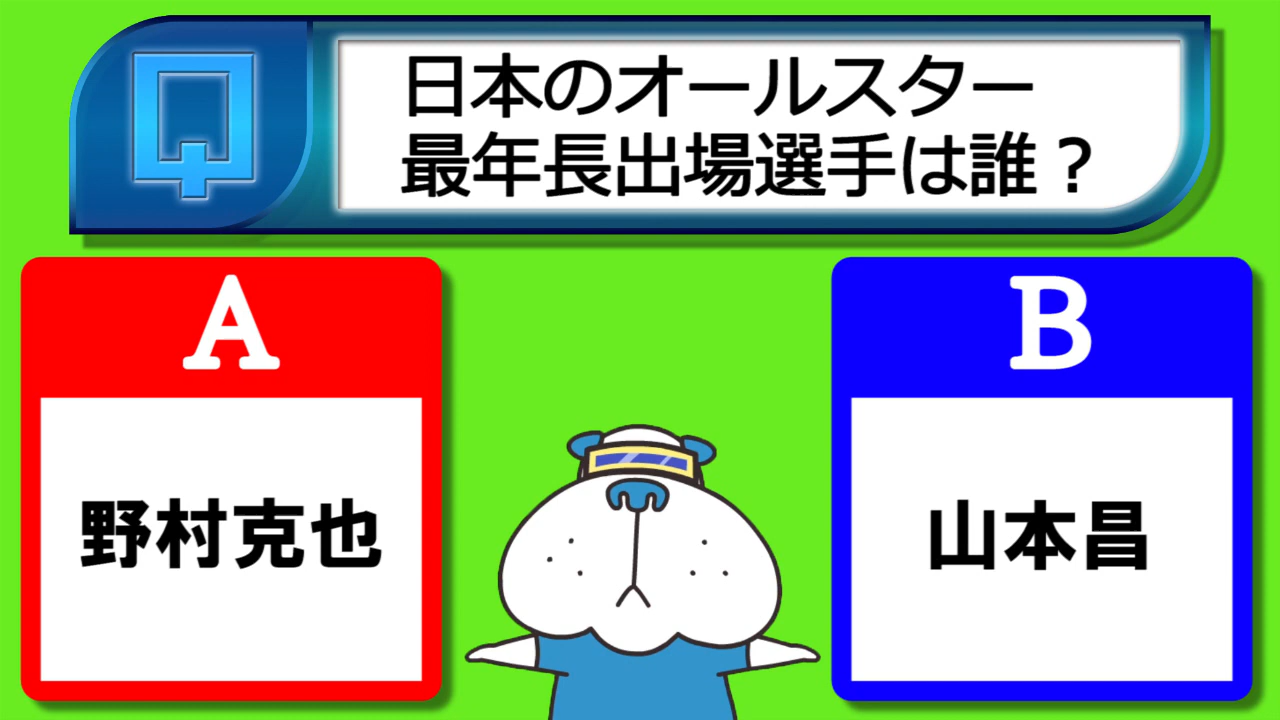 Q
日本のオールスター
最年長出場選手は誰？
A
野村克也
B
山本昌